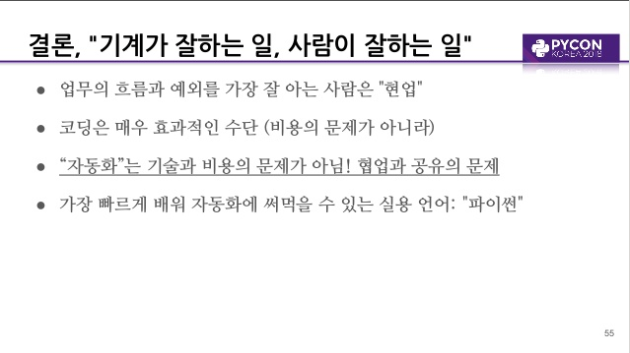 결론, "기계가 잘하는 일, 사람이 잘하는 일"
PYCON
KOREA 2018
● 업무의 흐름과 예외를 가장 잘 아는 사람은 "현업"
● 코딩은 매우 효과적인 수단 (비용의 문제가 아니라)
● “자동화”는 기술과 비용의 문제가 아님! 협업과 공유의 문제
● 가장 빠르게 배워 자동화에 써먹을 수 있는 실용 언어: "파이썬"
55